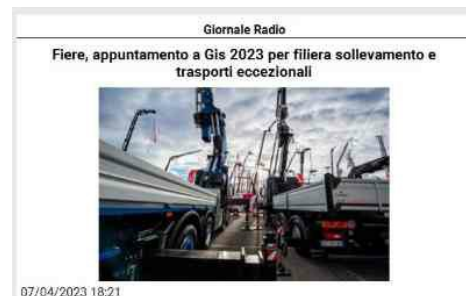 Giornale Radio
Fiere, appuntamento a Gis 2023 per filiera sollevamento e
trasporti eccezionali
07/04/2023 18:21